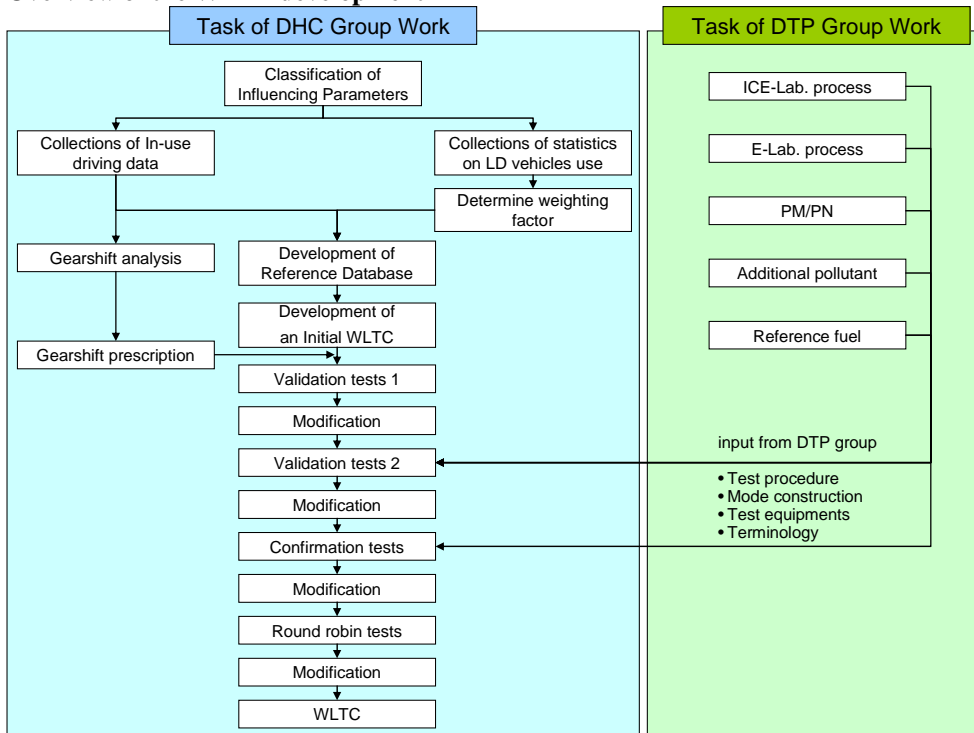 Task of DHC Group Work
Task of DTP Group Work
Classification of
Influencing Parameters
Collections of In-use
driving data
Collections of statistics
on LD vehicles use
Determine weighting
factor
Gearshift analysis
Development of
Reference Database
Development of
an Initial WLTC
Gearshift prescription
Validation tests 1
Modification
Validation tests 2
Modification
Confirmation tests
Modification
Round robin tests
Modification
WLTC
ICE-Lab. process
E-Lab. process
PM/PN
Additional pollutant
Reference fuel
input from DTP group
• Test procedure
• Mode construction
• Test equipments
• Terminology